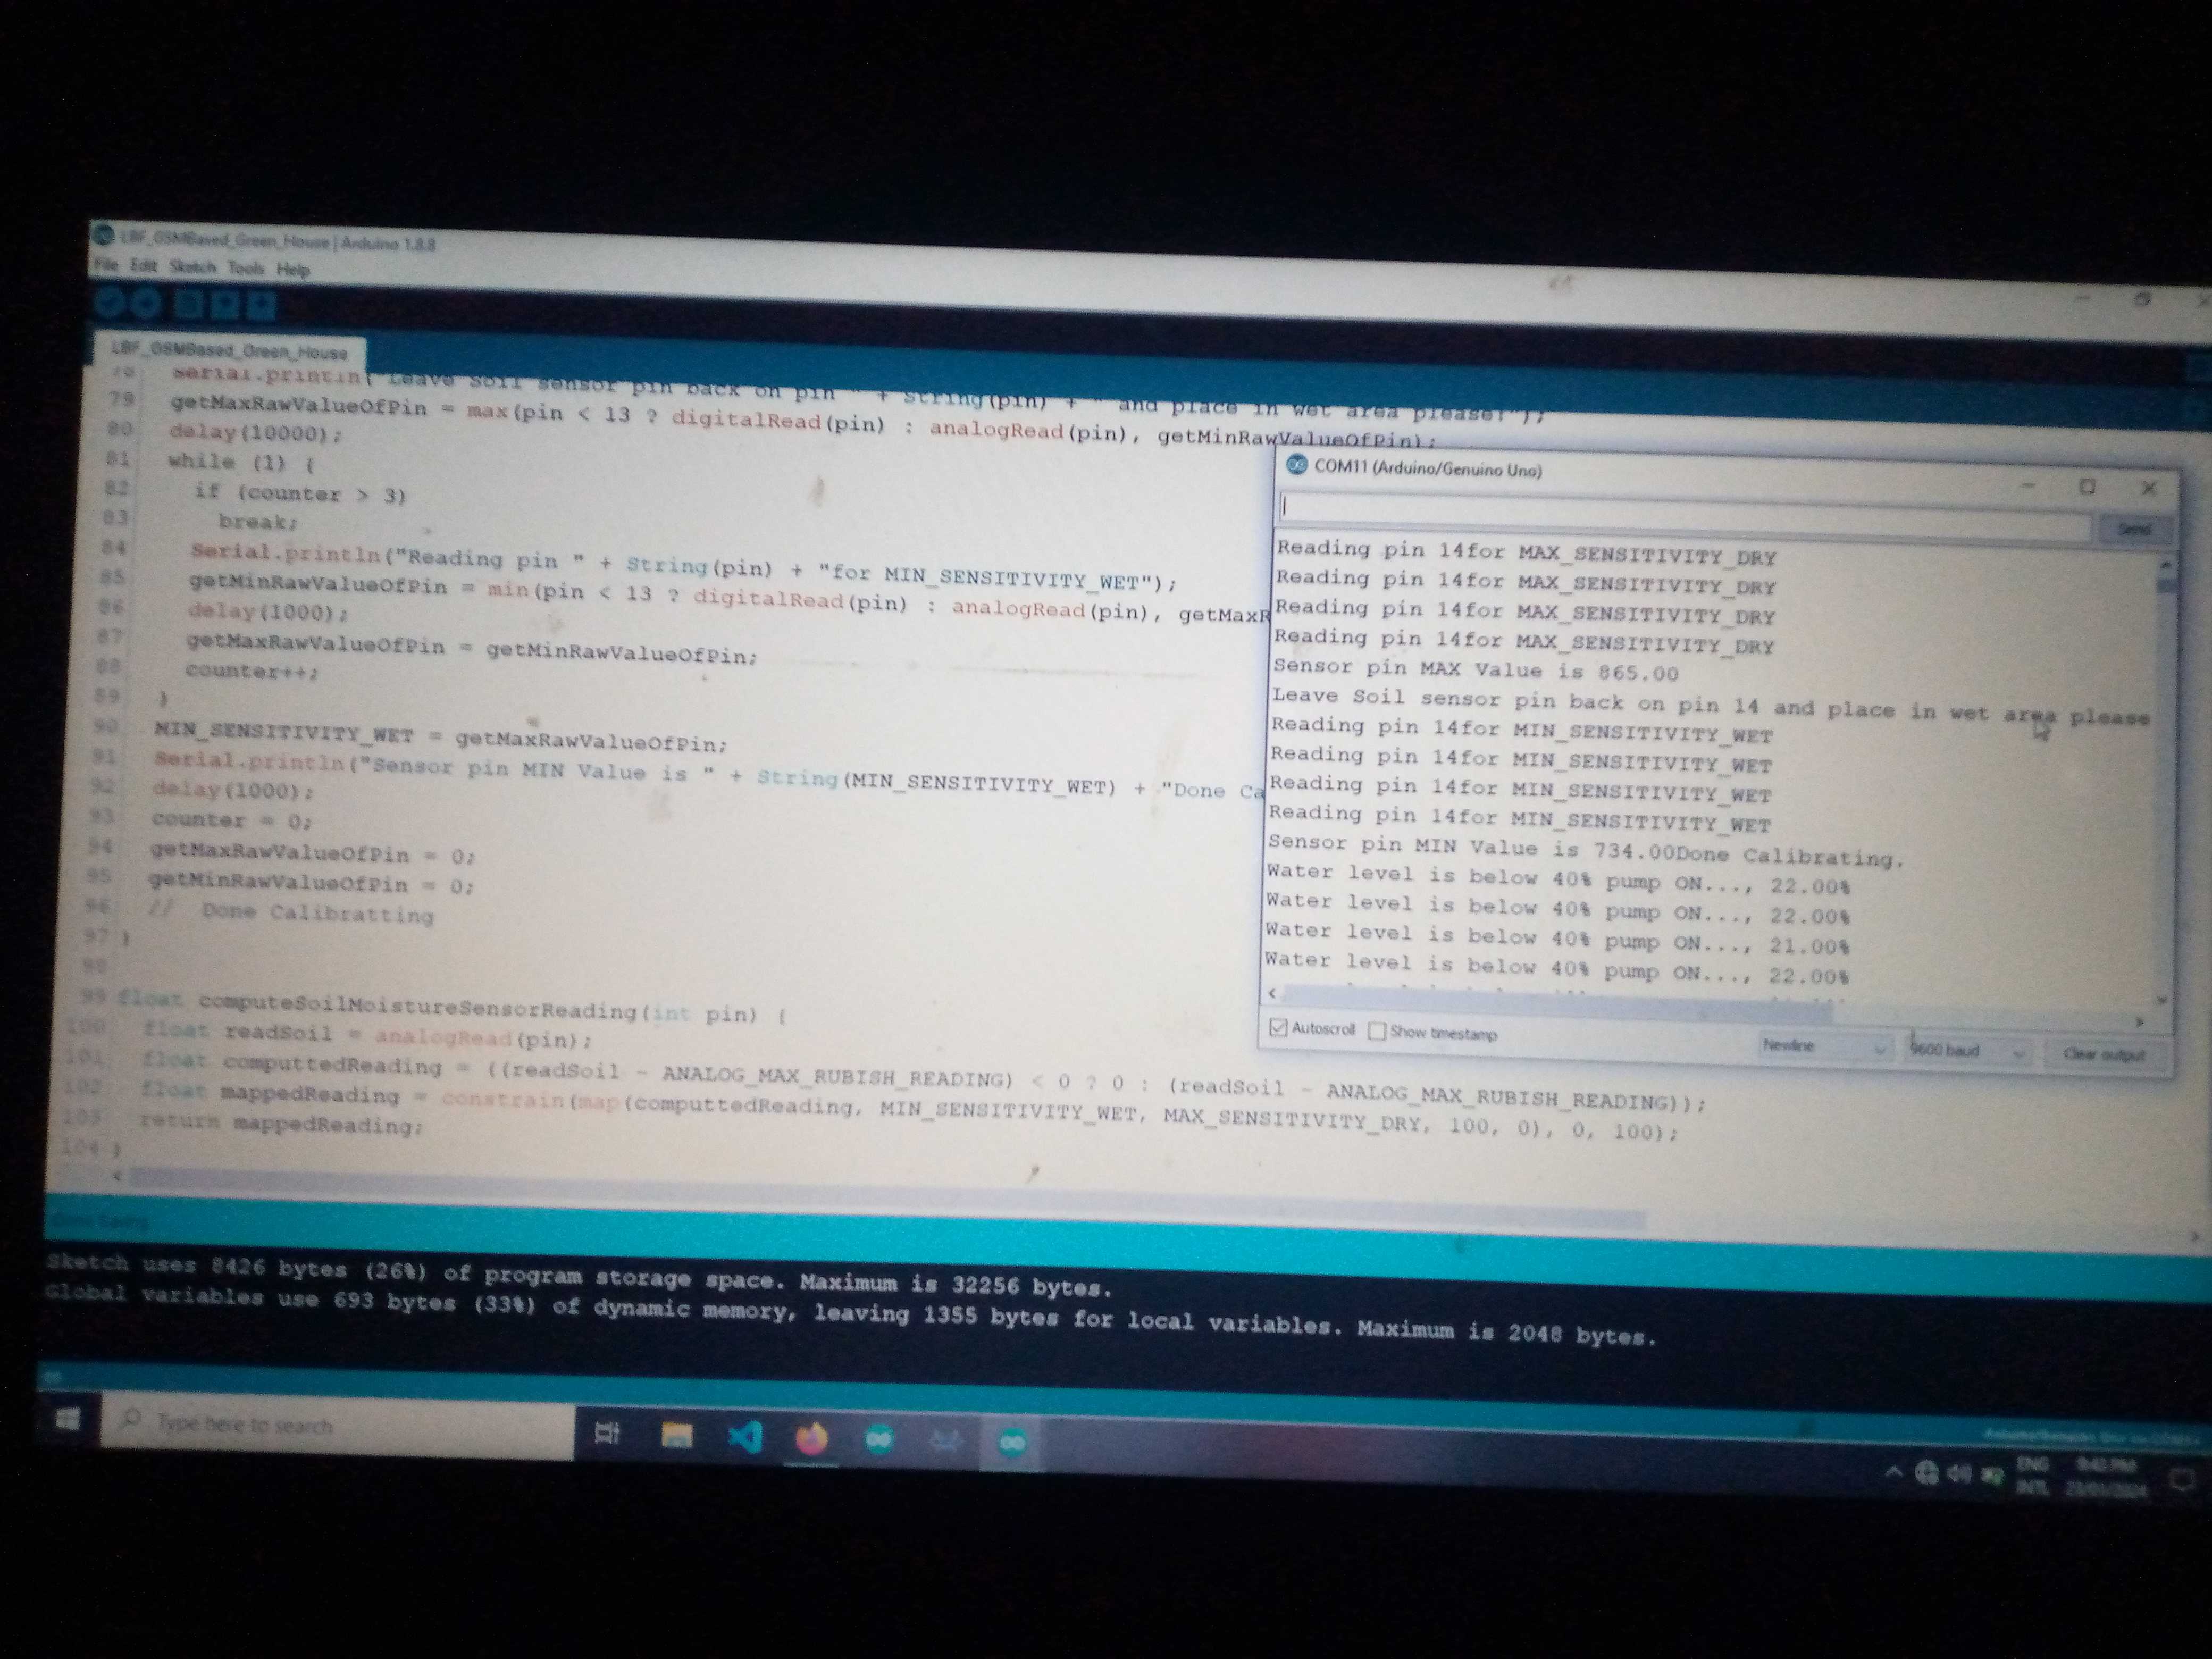 LBF_GSMBased_Green_House | Arduino 1.8.8
File Edit Sketch Tools Help
LBF_GSMBased_Green_House
78 Serial.println("Leave Soil sensor pin back on pin " + String(pin) + " and place in wet area please!");
79 getMaxRawValueOfPin = max(pin < 13 ? digitalRead(pin) : analogRead(pin), getMinRawValueOfPin);
80 delay(10000);
81 while (1) {
82 if (counter > 3)
83 break;
84 Serial.println("Reading pin " + String(pin) + "for MIN_SENSITIVITY_WET");
85 getMinRawValueOfPin = min(pin < 13 ? digitalRead(pin) : analogRead(pin), getMaxR
86 delay(1000);
87 getMaxRawValueOfPin = getMinRawValueOfPin;
88 counter++;
89 }
90 MIN_SENSITIVITY_WET = getMaxRawValueOfPin;
91 Serial.println("Sensor pin MIN Value is " + String(MIN_SENSITIVITY_WET) + "Done Ca
92 delay(1000);
93 counter = 0;
94 getMaxRawValueOfPin = 0;
95 getMinRawValueOfPin = 0;
96 // Done Calibratting
97 }
98
99 float computeSoilMoistureSensorReading(int pin) {
100 float readSoil = analogRead(pin);
101 float computtedReading = ((readSoil - ANALOG_MAX_RUBISH_READING) < 0 ? 0 : (readSoil - ANALOG_MAX_RUBISH_READING));
102 float mappedReading = constrain(map(computtedReading, MIN_SENSITIVITY_WET, MAX_SENSITIVITY_DRY, 100, 0), 0, 100);
103 return mappedReading;
104 }
COM11 (Arduino/Genuino Uno)
Send
Reading pin 14for MAX_SENSITIVITY_DRY
Reading pin 14for MAX_SENSITIVITY_DRY
Reading pin 14for MAX_SENSITIVITY_DRY
Reading pin 14for MAX_SENSITIVITY_DRY
Sensor pin MAX Value is 865.00
Leave Soil sensor pin back on pin 14 and place in wet area please
Reading pin 14for MIN_SENSITIVITY_WET
Reading pin 14for MIN_SENSITIVITY_WET
Reading pin 14for MIN_SENSITIVITY_WET
Reading pin 14for MIN_SENSITIVITY_WET
Sensor pin MIN Value is 734.00Done Calibrating.
Water level is below 40% pump ON..., 22.00%
Water level is below 40% pump ON..., 22.00%
Water level is below 40% pump ON..., 21.00%
Water level is below 40% pump ON..., 22.00%
Autoscroll Show timestamp Newline 9600 baud Clear output
Done Saving.
Sketch uses 8426 bytes (26%) of program storage space. Maximum is 32256 bytes.
Global variables use 693 bytes (33%) of dynamic memory, leaving 1355 bytes for local variables. Maximum is 2048 bytes.
Type here to search
ENG
INTL